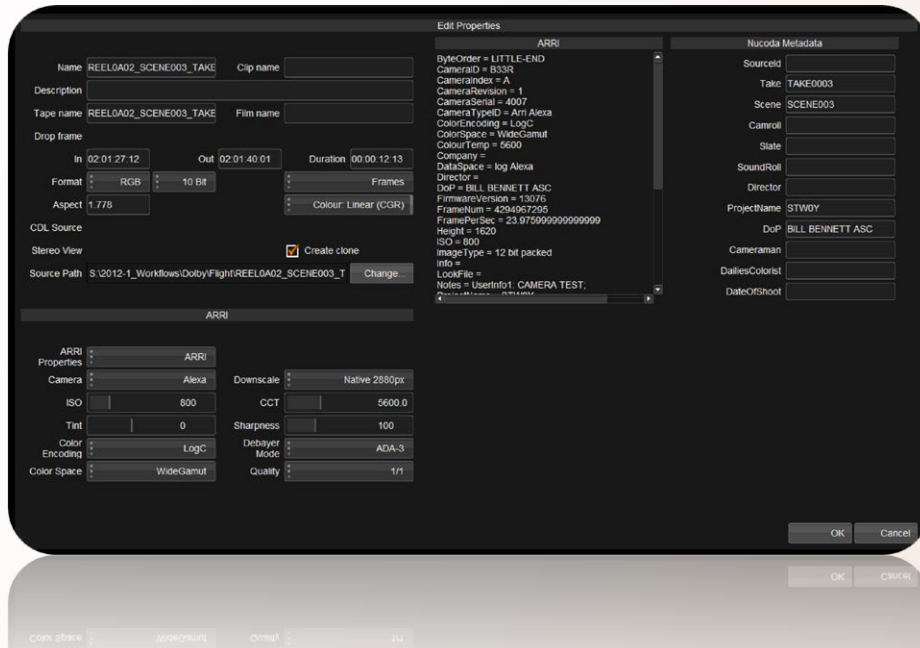 Edit Properties
Name REEL0A02_SCENE003_TAKE Clip name
Description
Tape name REEL0A02_SCENE003_TAKE Film name
Drop frame
In 02:01:27:12 Out 02:01:40:01 Duration 00:00:12:13
Format RGB 10 Bit Frames
Aspect 1.778 Colour: Linear (CGR)
CDL Source
Stereo View Create clone
Source Path S:\2012-1_Workflows\Dolby\Flight\REEL0A02_SCENE003_T Change...
ARRI
ARRI Properties ARRI
Camera Alexa Downscale Native 2880px
ISO 800 CCT 5600.0
Tint 0 Sharpness 100
Color Encoding LogC Debayer Mode ADA-3
Color Space WideGamut Quality 1/1
ARRI
ByteOrder = LITTLE-END
CameraID = B33R
CameraIndex = A
CameraRevision = 1
CameraSerial = 4007
CameraTypeID = Arri Alexa
ColorEncoding = LogC
ColorSpace = WideGamut
ColourTemp = 5600
Company =
DataSpace = log Alexa
Director =
DoP = BILL BENNETT ASC
FirmwareVersion = 13076
FrameNum = 4294967295
FramePerSec = 23.975999999999999
Height = 1620
ISO = 800
ImageType = 12 bit packed
Info =
LookFile =
Notes = UserInfo1: CAMERA TEST;
ProjectName = STW0Y
Nucoda Metadata
SourceId
Take TAKE0003
Scene SCENE003
Camroll
Slate
SoundRoll
Director
ProjectName STW0Y
DoP BILL BENNETT ASC
Cameraman
DailiesColorist
DateOfShoot
OK Cancel